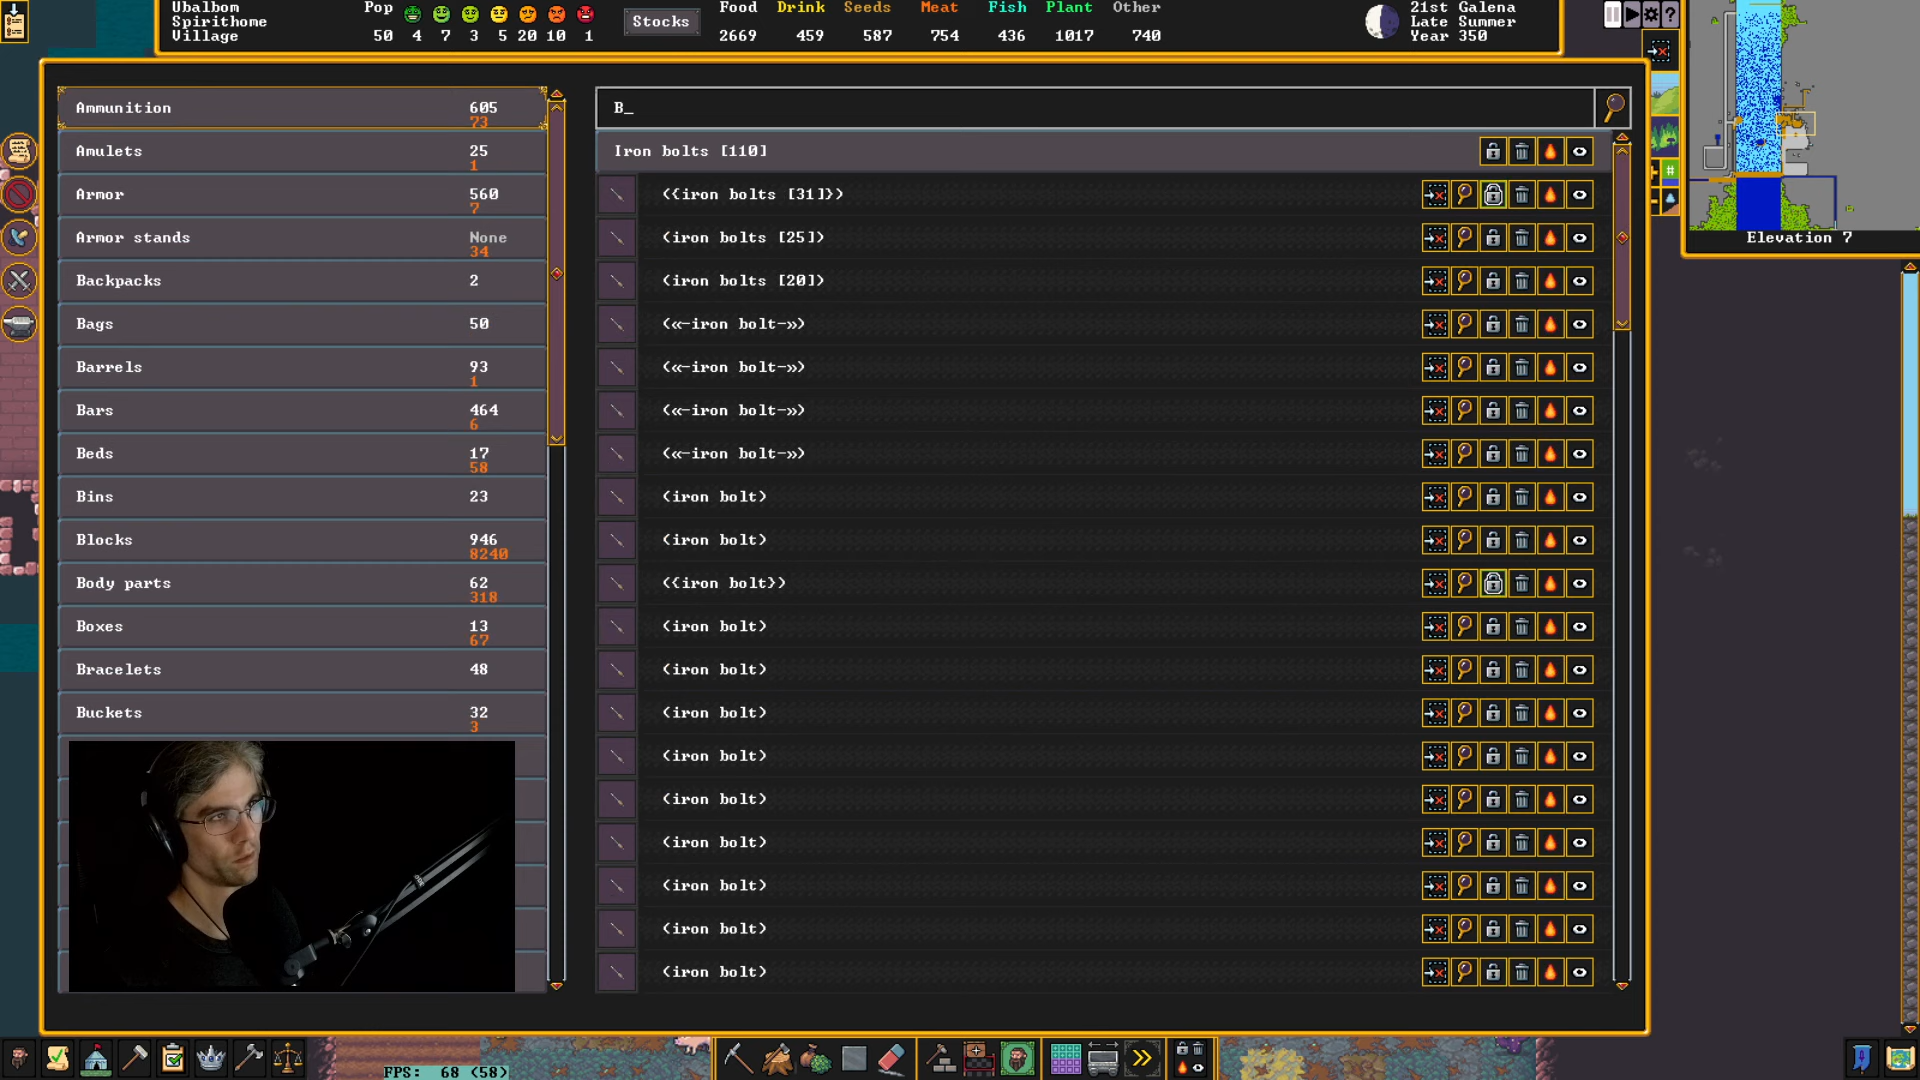 Ubalbom
Spirithome
Village
Pop
50 4 7 3 5 20 10 1
Stocks
Food Drink Seeds Meat Fish Plant Other
2669 459 587 754 436 1017 740
21st Galena
Late Summer
Year 350
Elevation 7
Ammunition 605
73
Amulets 25
1
Armor 560
7
Armor stands None
34
Backpacks 2
Bags 50
Barrels 93
1
Bars 464
6
Beds 17
58
Bins 23
Blocks 946
8240
Body parts 62
318
Boxes 13
67
Bracelets 48
Buckets 32
3
B_
Iron bolts [110]
({iron bolts [31]})
(iron bolts [25])
(iron bolts [20])
(«-iron bolt-»)
(«-iron bolt-»)
(«-iron bolt-»)
(«-iron bolt-»)
(iron bolt)
(iron bolt)
({iron bolt})
(iron bolt)
(iron bolt)
(iron bolt)
(iron bolt)
(iron bolt)
(iron bolt)
(iron bolt)
(iron bolt)
(iron bolt)
FPS: 68 (58)